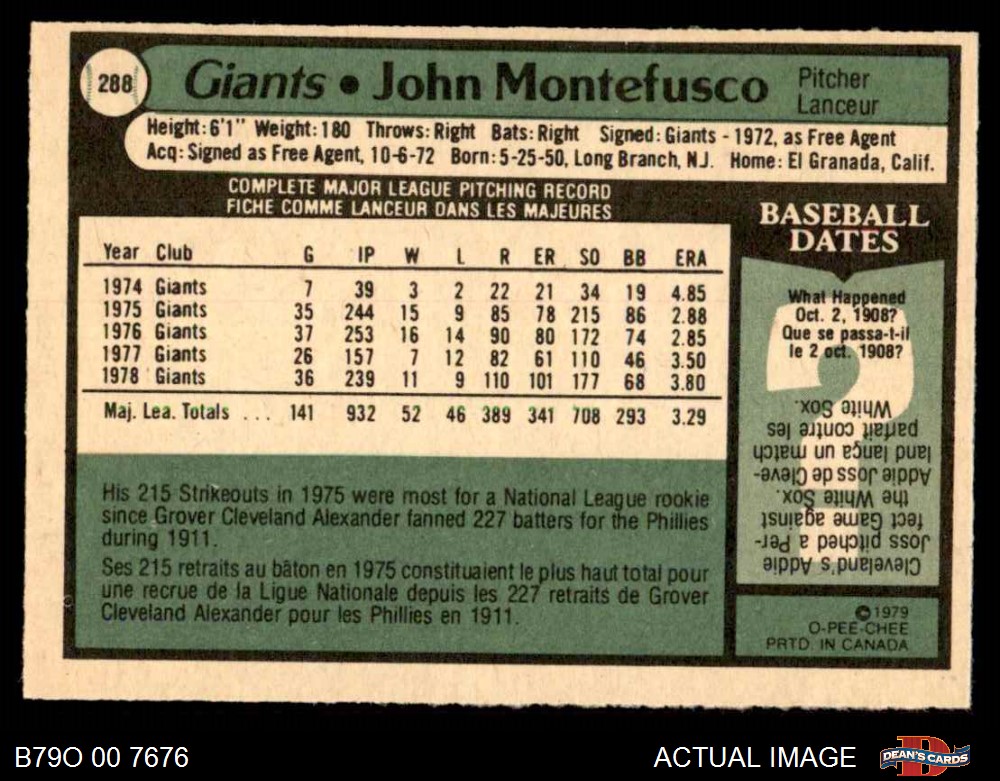 288
Giants • John Montefusco
Pitcher
Lanceur
Height: 6'1" Weight: 180 Throws: Right Bats: Right Signed: Giants - 1972, as Free Agent
Acq: Signed as Free Agent, 10-6-72 Born: 5-25-50, Long Branch, N.J. Home: El Granada, Calif.
COMPLETE MAJOR LEAGUE PITCHING RECORD
FICHE COMME LANCEUR DANS LES MAJEURES
Year Club G IP W L R ER SO BB ERA
1974 Giants 7 39 3 2 22 21 34 19 4.85
1975 Giants 35 244 15 9 85 78 215 86 2.88
1976 Giants 37 253 16 14 90 80 172 74 2.85
1977 Giants 26 157 7 12 82 61 110 46 3.50
1978 Giants 36 239 11 9 110 101 177 68 3.80
Maj. Lea. Totals ... 141 932 52 46 389 341 708 293 3.29
His 215 Strikeouts in 1975 were most for a National League rookie
since Grover Cleveland Alexander fanned 227 batters for the Phillies
during 1911.
Ses 215 retraits au bâton en 1975 constituaient le plus haut total pour
une recrue de la Ligue Nationale depuis les 227 retraits de Grover
Cleveland Alexander pour les Phillies en 1911.
BASEBALL
DATES
What Happened
Oct. 2, 1908?
Que se passa-t-il
le 2 oct. 1908?
Cleveland's Addie
Joss pitched a Per-
fect Game against
the White Sox.
Addie Joss de Cleve-
land lança un match
parfait contre les
White Sox.
©1979
O-PEE-CHEE
PRTD. IN CANADA
B79O 00 7676
ACTUAL IMAGE
DEAN'S CARDS